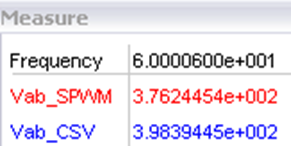 Measure
Frequency 6.0000600e+001
Vab_SPWM 3.7624454e+002
Vab_CSV 3.9839445e+002